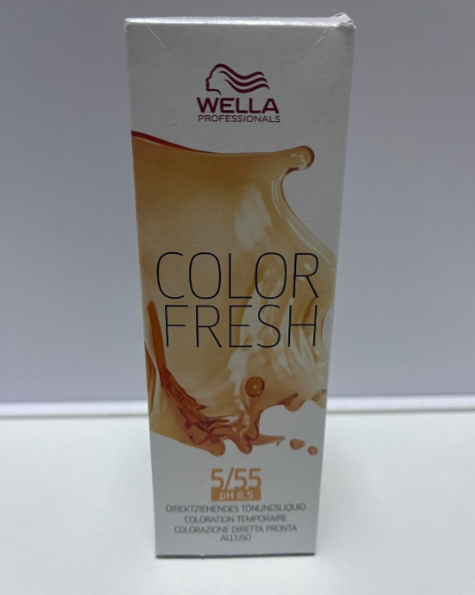 WELLA
PROFESSIONALS
COLOR
FRESH
5/55
pH 6.5
DIREKTZIEHENDES TÖNUNGSLIQUID
COLORATION TEMPORAIRE
COLORAZIONE DIRETTA PRONTA
ALL'USO